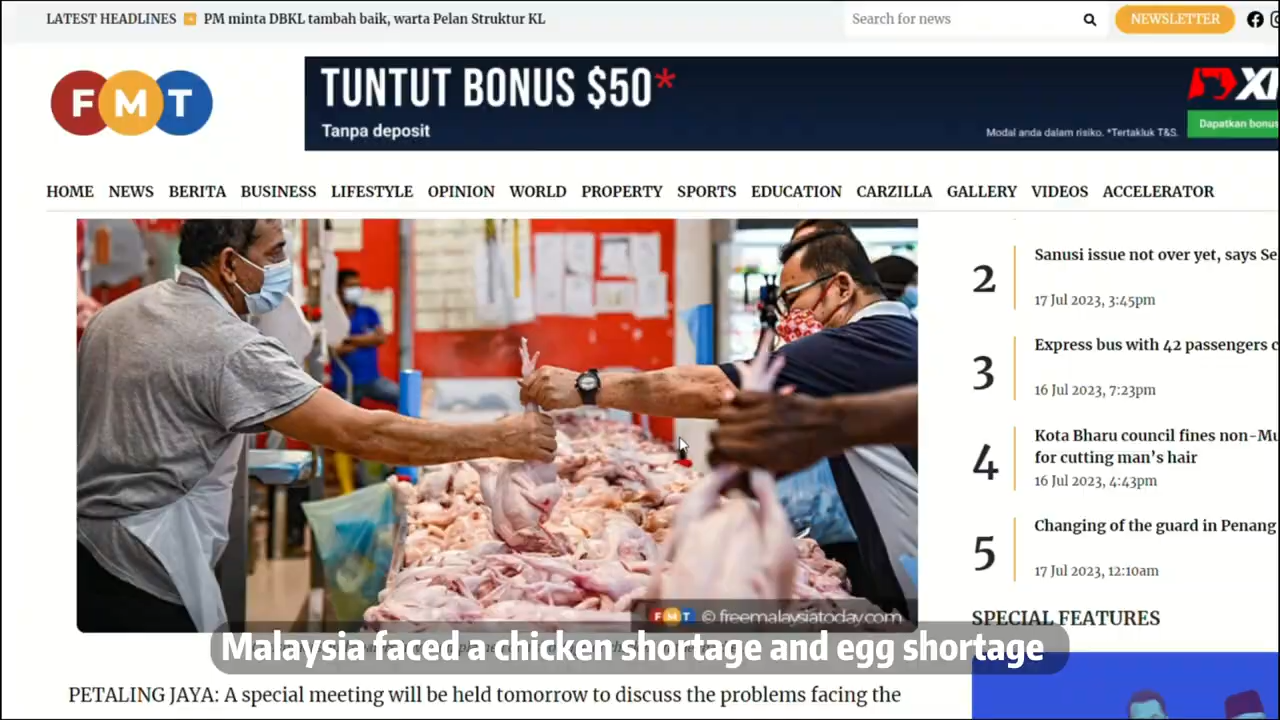 LATEST HEADLINES PM minta DBKL tambah baik, warta Pelan Struktur KL
Search for news
NEWSLETTER
FMT
TUNTUT BONUS $50*
Tanpa deposit
Modal anda dalam risiko. *Tertakluk T&S.
Dapatkan bonus
HOME NEWS BERITA BUSINESS LIFESTYLE OPINION WORLD PROPERTY SPORTS EDUCATION CARZILLA GALLERY VIDEOS ACCELERATOR
2
Sanusi issue not over yet, says
17 Jul 2023, 3:45pm
3
Express bus with 42 passengers
16 Jul 2023, 7:23pm
4
Kota Bharu council fines
for cutting man's hair
16 Jul 2023, 4:43pm
5
Changing of the guard in Penang
17 Jul 2023, 12:10am
SPECIAL FEATURES
FMT © freemalaysiatoday.com
Malaysia faced a chicken shortage and egg shortage
PETALING JAYA: A special meeting will be held tomorrow to discuss the problems facing the